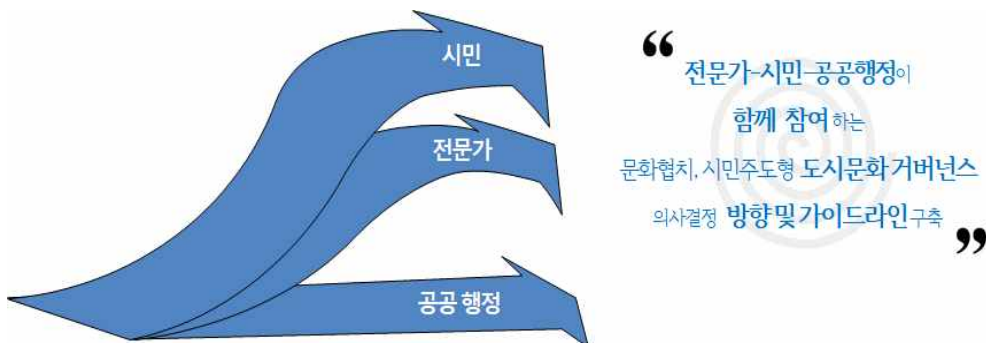 시민
전문가
공공 행정
“
전문가-시민-공공행정이
함께 참여 하는
문화협치, 시민주도형 도시문화 거버넌스
의사결정 방향 및 가이드라인 구축
”